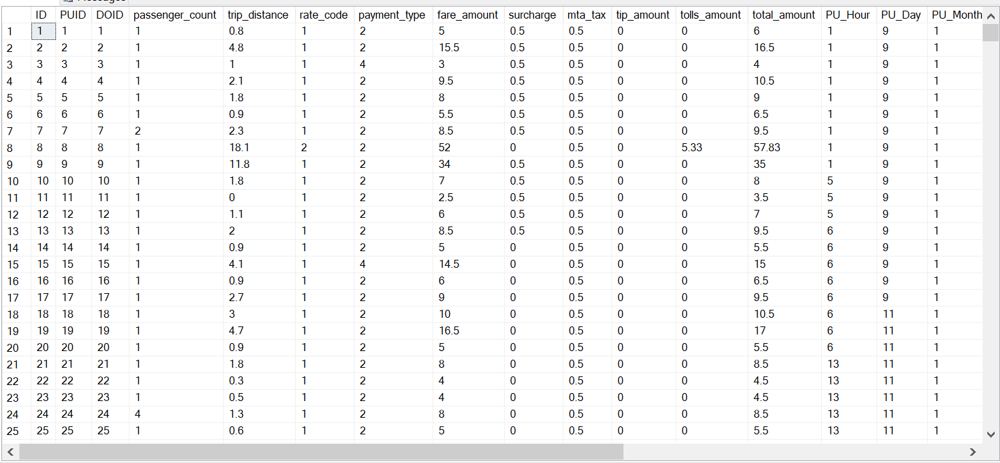 ID PUID DOID passenger_count trip_distance rate_code payment_type fare_amount surcharge mta_tax tip_amount tolls_amount total_amount PU_Hour PU_Day PU_Month
1 1 1 1 1 0.8 1 2 5 0.5 0.5 0 0 6 1 9 1
2 2 2 2 1 4.8 1 2 15.5 0.5 0.5 0 0 16.5 1 9 1
3 3 3 3 1 1 1 4 3 0.5 0.5 0 0 4 1 9 1
4 4 4 4 1 2.1 1 2 9.5 0.5 0.5 0 0 10.5 1 9 1
5 5 5 5 1 1.8 1 2 8 0.5 0.5 0 0 9 1 9 1
6 6 6 6 1 0.9 1 2 5.5 0.5 0.5 0 0 6.5 1 9 1
7 7 7 7 2 2.3 1 2 8.5 0.5 0.5 0 0 9.5 1 9 1
8 8 8 8 1 18.1 2 2 52 0 0.5 0 5.33 57.83 1 9 1
9 9 9 9 1 11.8 1 2 34 0.5 0.5 0 0 35 1 9 1
10 10 10 10 1 1.8 1 2 7 0.5 0.5 0 0 8 5 9 1
11 11 11 11 1 0 1 2 2.5 0.5 0.5 0 0 3.5 5 9 1
12 12 12 12 1 1.1 1 2 6 0.5 0.5 0 0 7 5 9 1
13 13 13 13 1 2 1 2 8.5 0.5 0.5 0 0 9.5 6 9 1
14 14 14 14 1 0.9 1 2 5 0 0.5 0 0 5.5 6 9 1
15 15 15 15 1 4.1 1 4 14.5 0 0.5 0 0 15 6 9 1
16 16 16 16 1 0.9 1 2 6 0 0.5 0 0 6.5 6 9 1
17 17 17 17 1 2.7 1 2 9 0 0.5 0 0 9.5 6 9 1
18 18 18 18 1 3 1 2 10 0 0.5 0 0 10.5 6 11 1
19 19 19 19 1 4.7 1 2 16.5 0 0.5 0 0 17 6 11 1
20 20 20 20 1 0.9 1 2 5 0 0.5 0 0 5.5 6 11 1
21 21 21 21 1 1.8 1 2 8 0 0.5 0 0 8.5 13 11 1
22 22 22 22 1 0.3 1 2 4 0 0.5 0 0 4.5 13 11 1
23 23 23 23 1 0.5 1 2 4 0 0.5 0 0 4.5 13 11 1
24 24 24 24 4 1.3 1 2 8 0 0.5 0 0 8.5 13 11 1
25 25 25 25 1 0.6 1 2 5 0 0.5 0 0 5.5 13 11 1